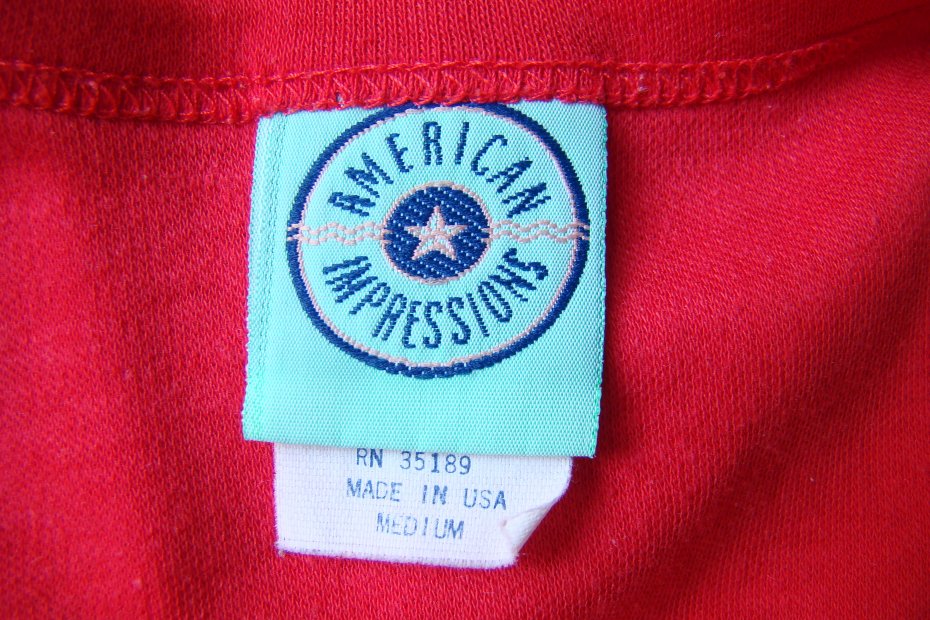 AMERICAN
IMPRESSIONS
RN 35189
MADE IN USA
MEDIUM